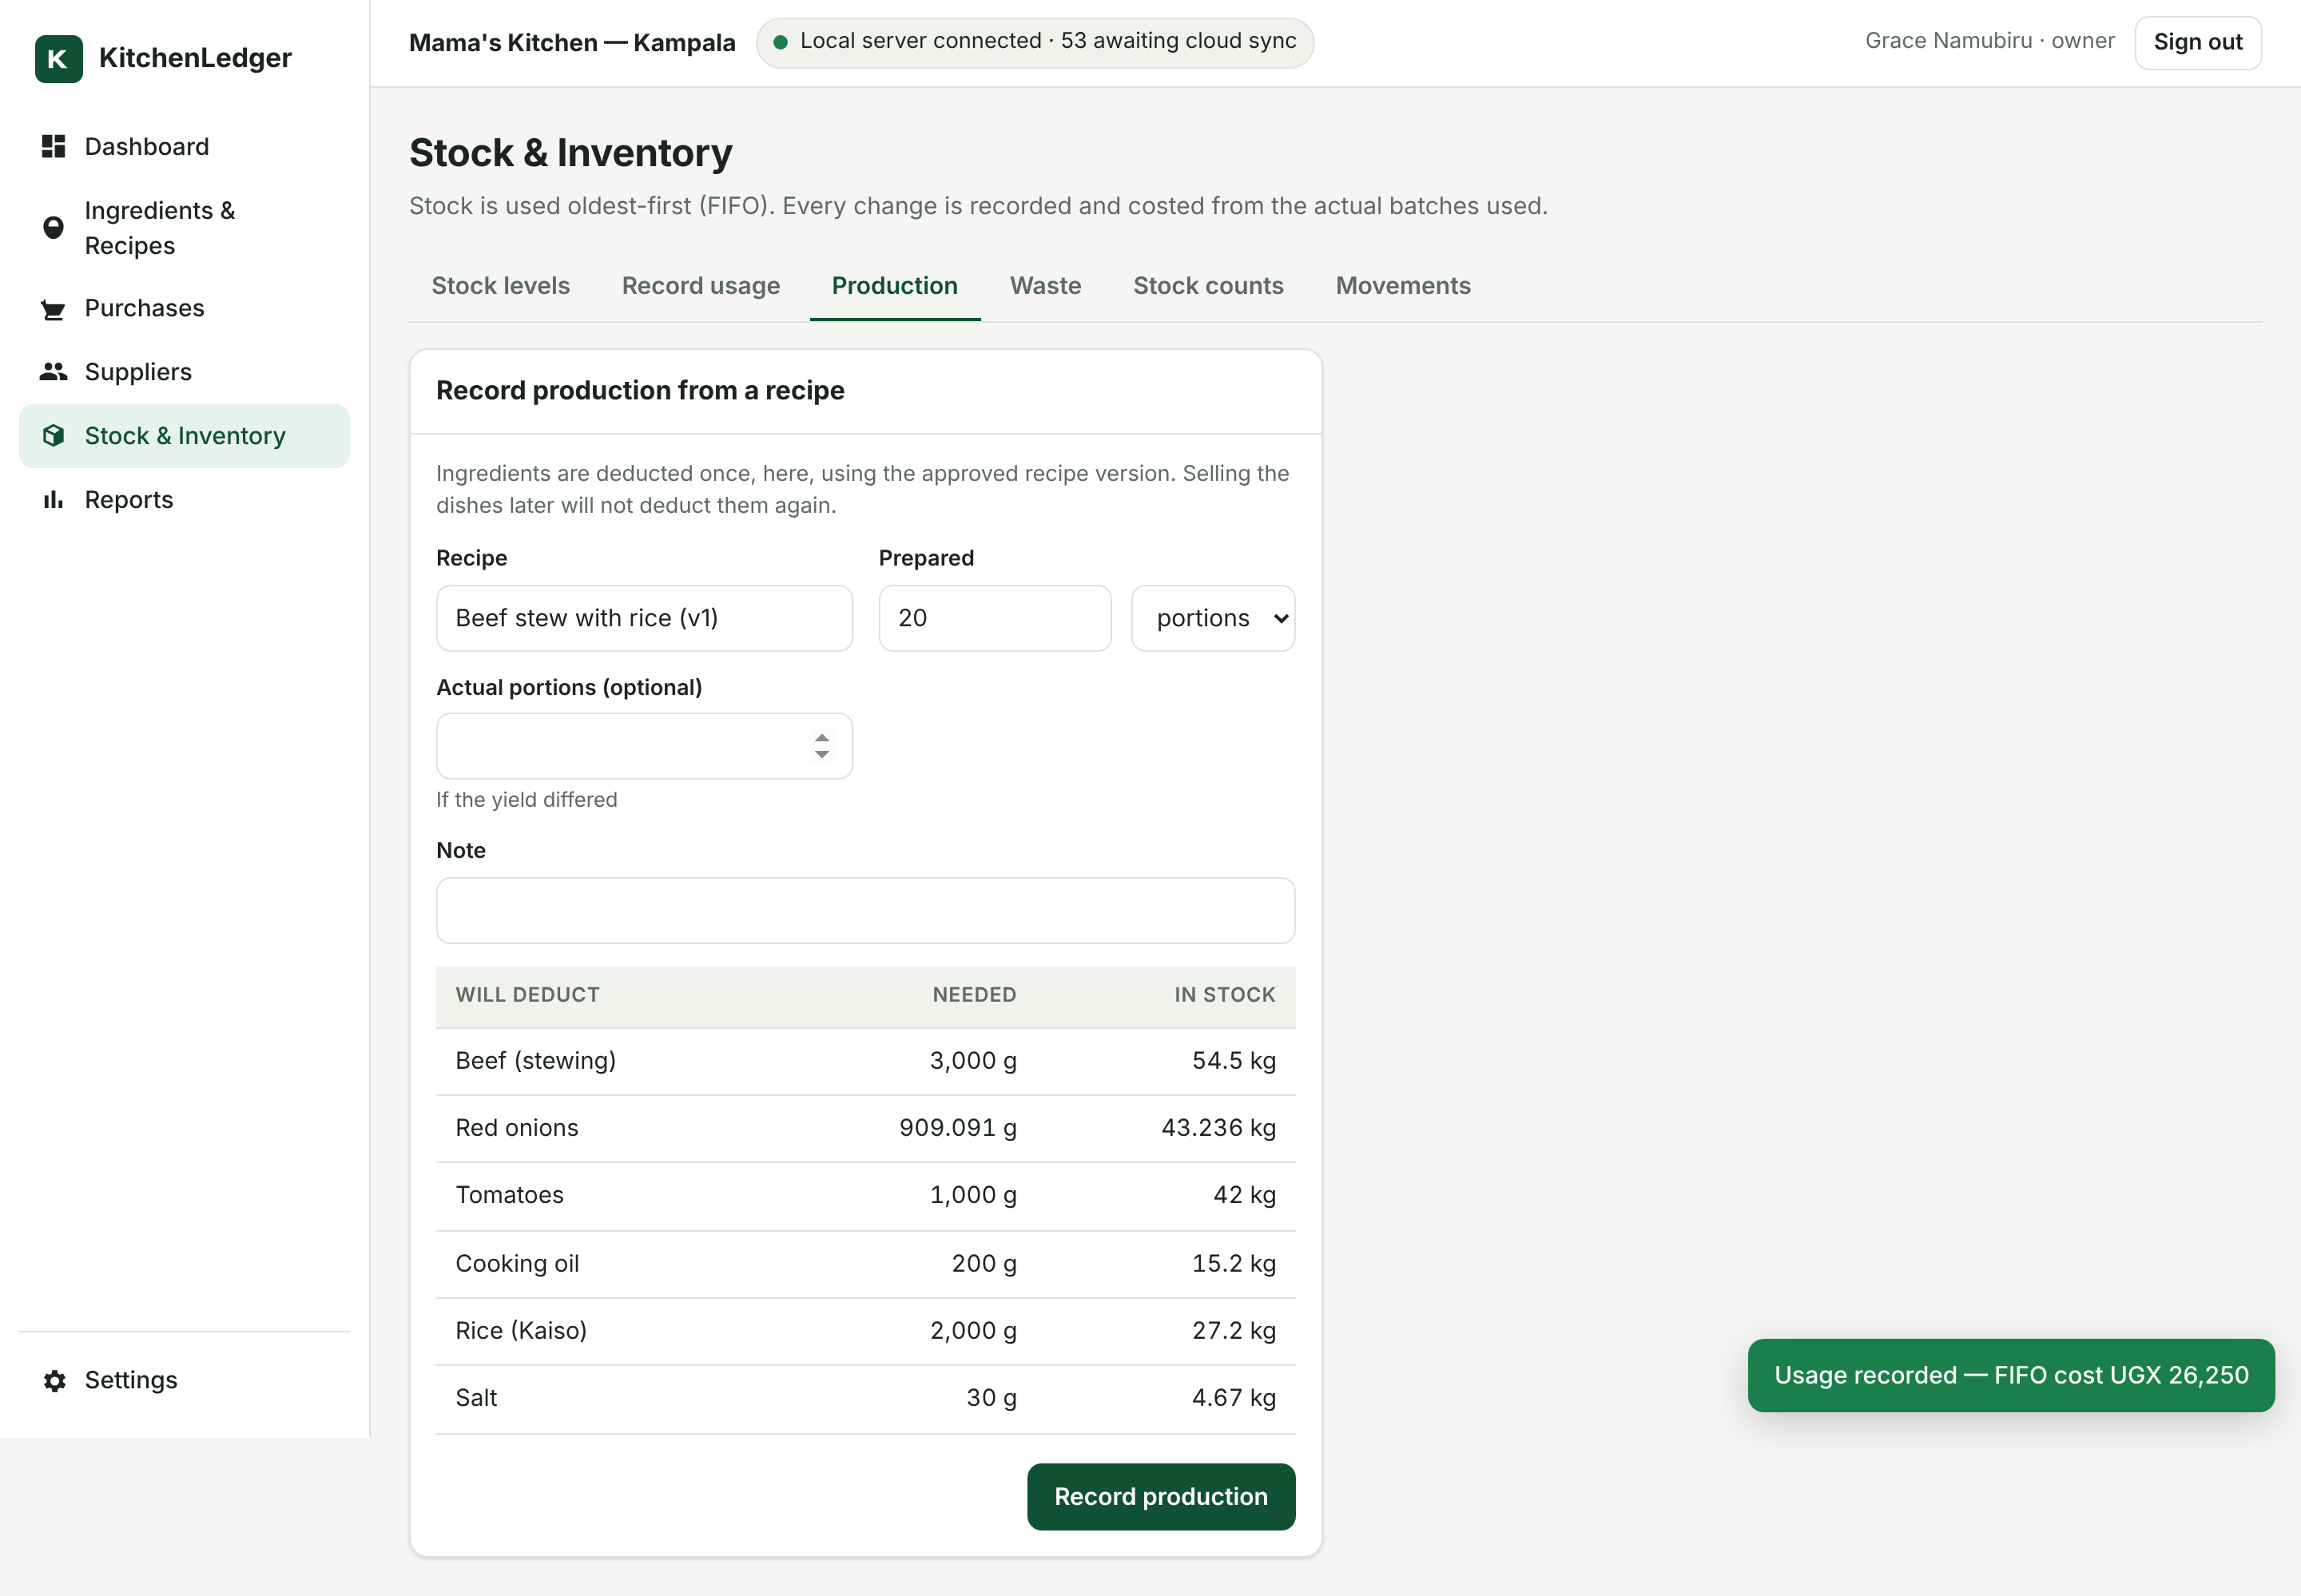 K KitchenLedger
Mama's Kitchen — Kampala
Local server connected · 53 awaiting cloud sync
Grace Namubiru · owner
Sign out
Dashboard
Ingredients &
Recipes
Purchases
Suppliers
Stock & Inventory
Reports
Settings
Stock & Inventory
Stock is used oldest-first (FIFO). Every change is recorded and costed from the actual batches used.
Stock levels Record usage Production Waste Stock counts Movements
Record production from a recipe
Ingredients are deducted once, here, using the approved recipe version. Selling the
dishes later will not deduct them again.
Recipe Prepared
Beef stew with rice (v1) 20 portions
Actual portions (optional)
If the yield differed
Note
WILL DEDUCT NEEDED IN STOCK
Beef (stewing) 3,000 g 54.5 kg
Red onions 909.091 g 43.236 kg
Tomatoes 1,000 g 42 kg
Cooking oil 200 g 15.2 kg
Rice (Kaiso) 2,000 g 27.2 kg
Salt 30 g 4.67 kg
Record production
Usage recorded — FIFO cost UGX 26,250